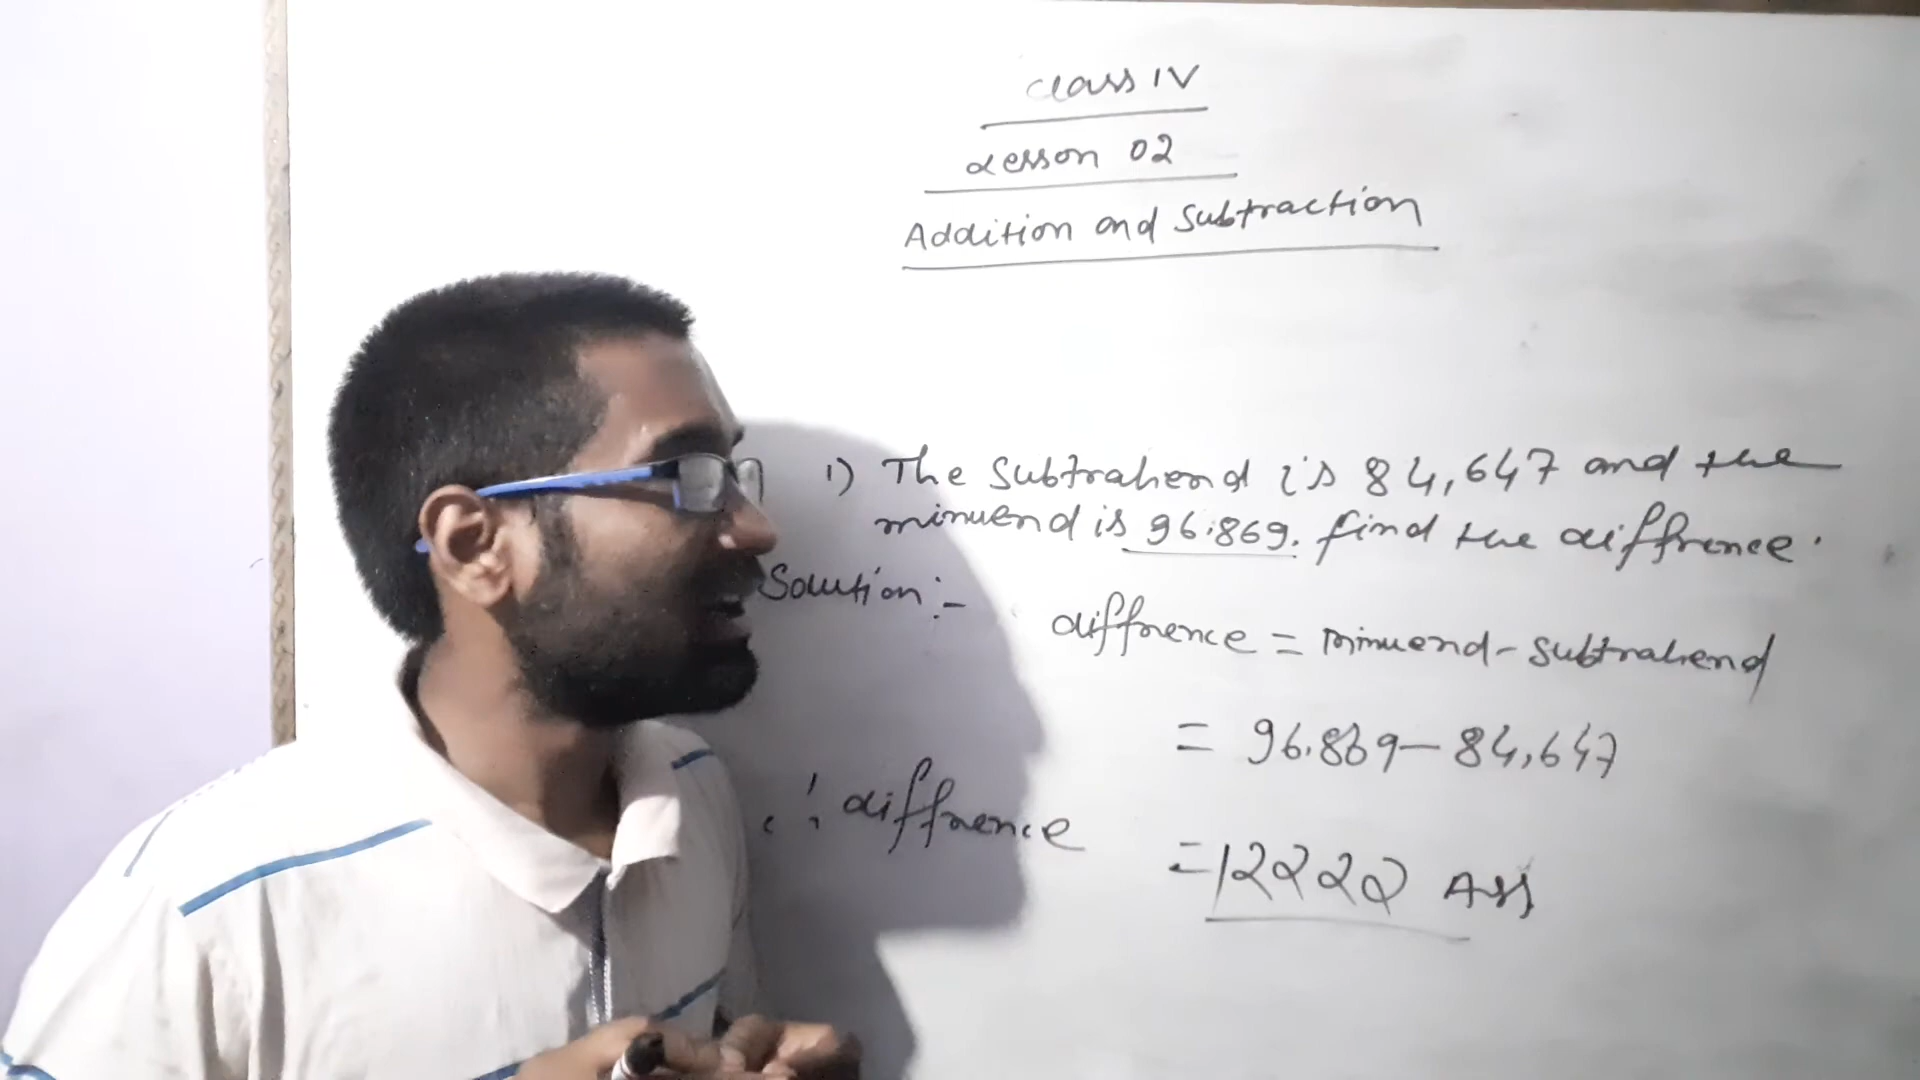 Class IV
Lesson 02
Addition and Subtraction
1) The Subtrahend is 84,647 and the
minuend is 96.869. find the diffrence.
Solution :-
diffrence = minuend - subtrahend
= 96.869 - 84,647
∴ diffrence = 12222 Ans